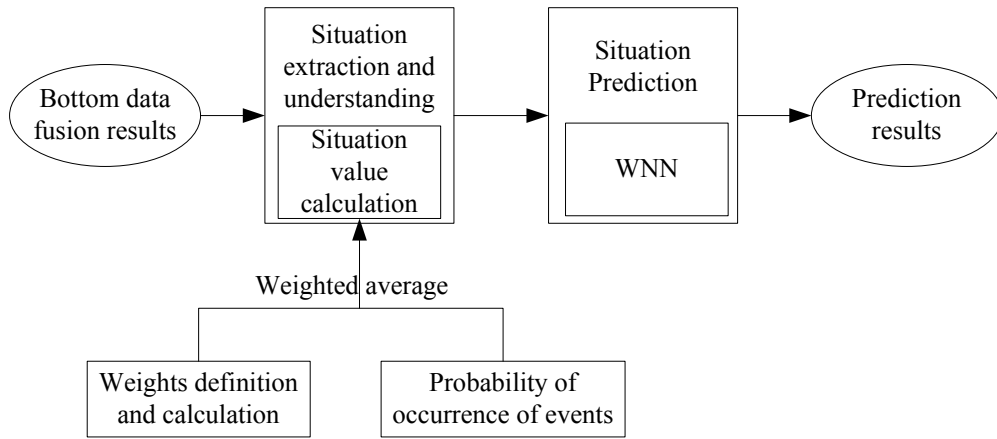 Bottom data
fusion results
Situation
extraction and
understanding
Situation
value
calculation
Situation
Prediction
WNN
Prediction
results
Weighted average
Weights definition
and calculation
Probability of
occurrence of events